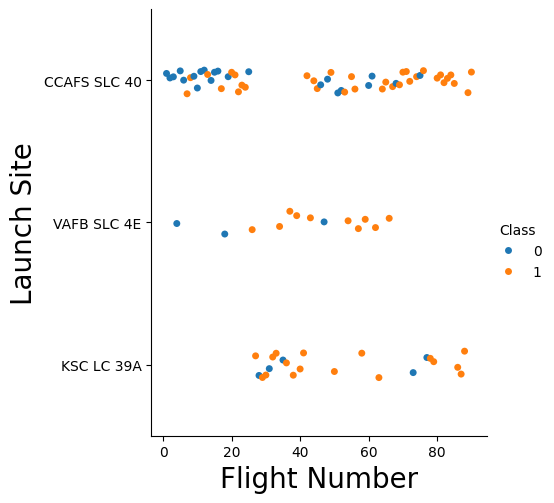 CCAFS SLC 40
VAFB SLC 4E
KSC LC 39A
Launch Site
0 20 40 60 80
Flight Number
Class
0
1